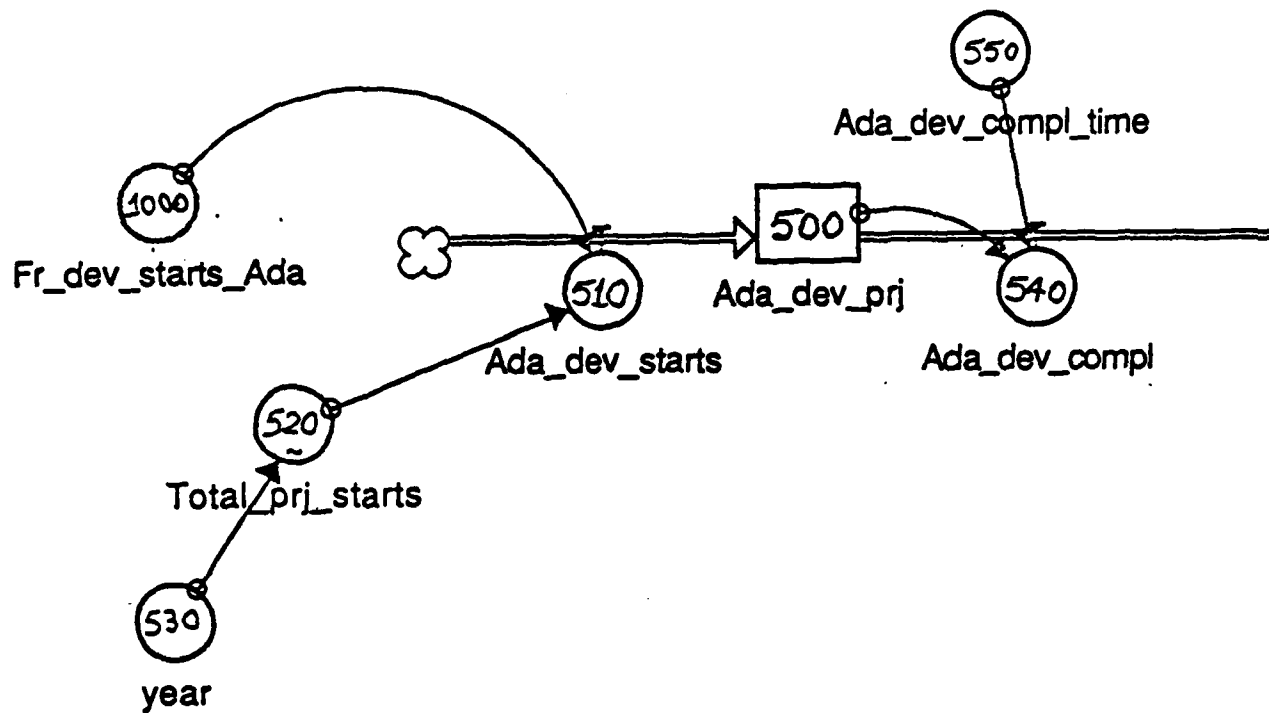 550
Ada_dev_compl_time
1000
Fr_dev_starts_Ada
500
Ada_dev_prj
510
Ada_dev_starts
540
Ada_dev_compl
520
~
Total_prj_starts
530
year